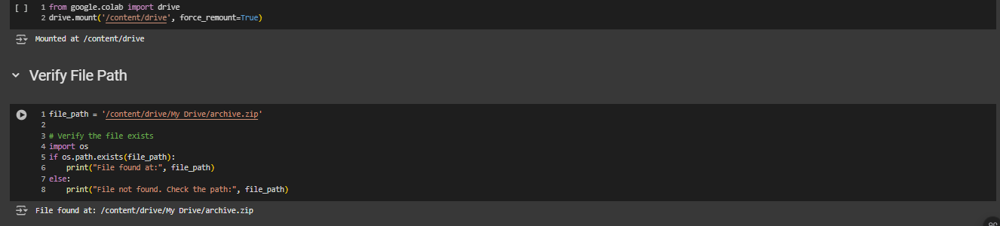 [ ] 1 from google.colab import drive
2 drive.mount('/content/drive', force_remount=True)
Mounted at /content/drive
Verify File Path
1 file_path = '/content/drive/My Drive/archive.zip'
2
3 # Verify the file exists
4 import os
5 if os.path.exists(file_path):
6     print("File found at:", file_path)
7 else:
8     print("File not found. Check the path:", file_path)
File found at: /content/drive/My Drive/archive.zip